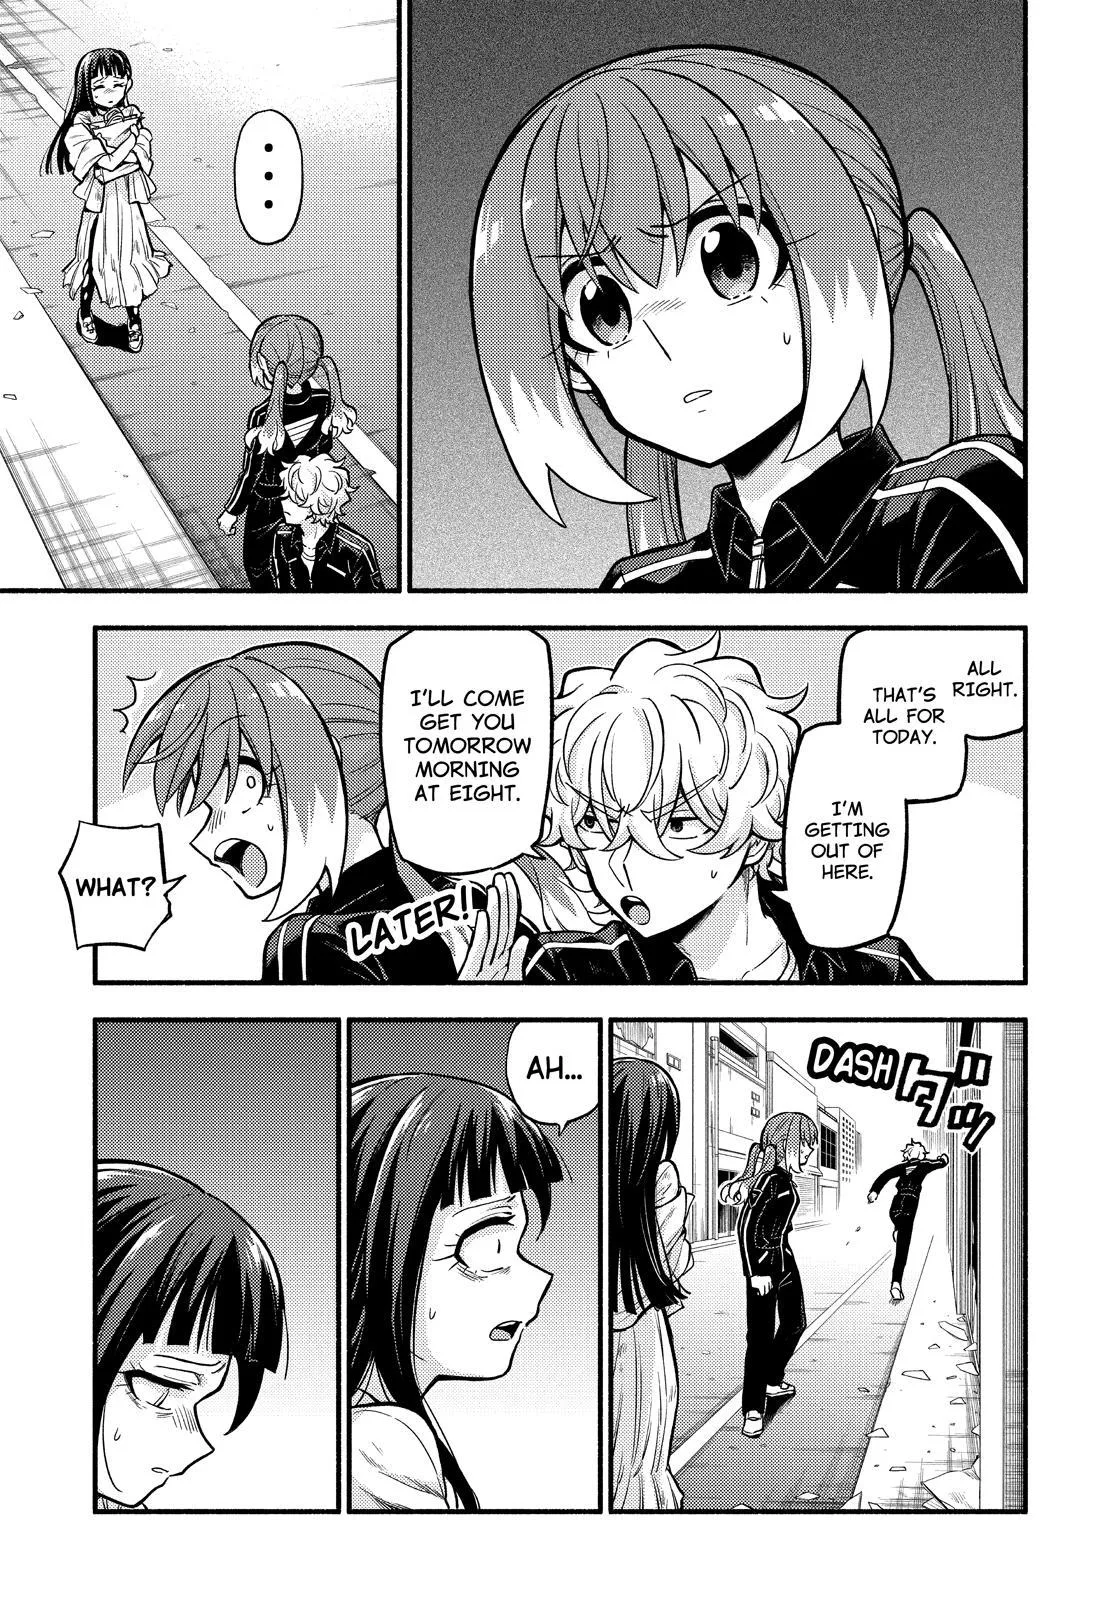 ...
ALL
RIGHT.
THAT'S
ALL FOR
TODAY.
I'M
GETTING
OUT OF
HERE.
I'LL COME
GET YOU
TOMORROW
MORNING
AT EIGHT.
LATER!
WHAT?
DASH
ダッ
AH...